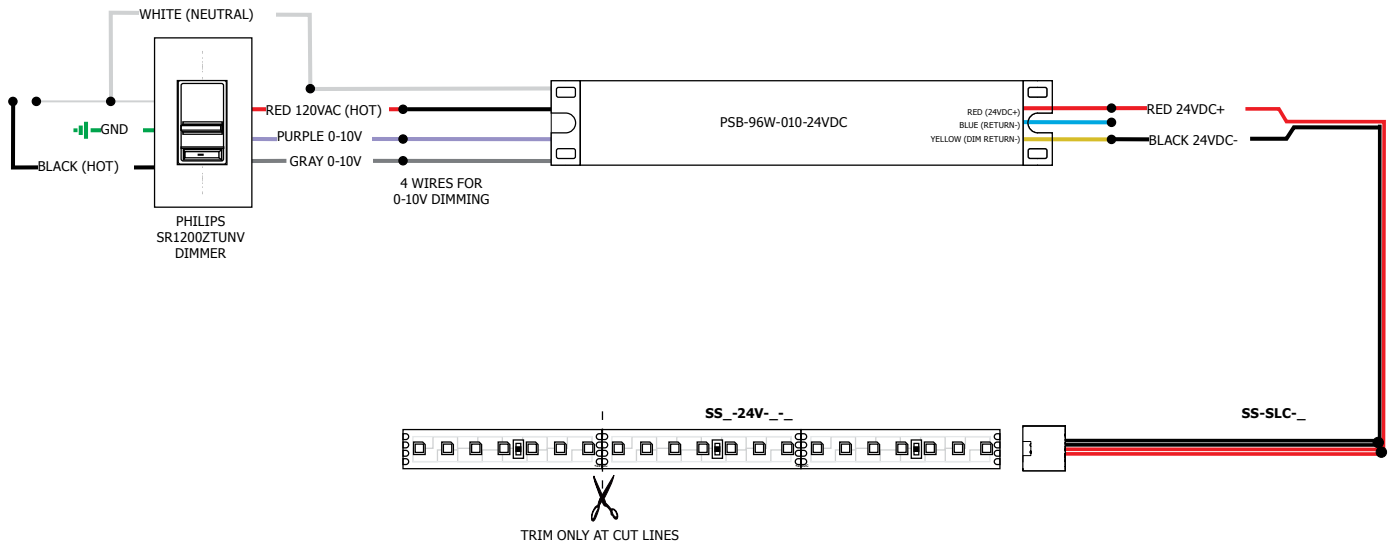 WHITE (NEUTRAL)
RED 120VAC (HOT)
GND
PURPLE 0-10V
BLACK (HOT)
GRAY 0-10V
4 WIRES FOR
0-10V DIMMING
PHILIPS
SR1200ZTUNV
DIMMER
PSB-96W-010-24VDC
RED (24VDC+)
BLUE (RETURN-)
YELLOW (DIM RETURN-)
RED 24VDC+
BLACK 24VDC-
SS_-24V-_-_
SS-SLC-_
TRIM ONLY AT CUT LINES